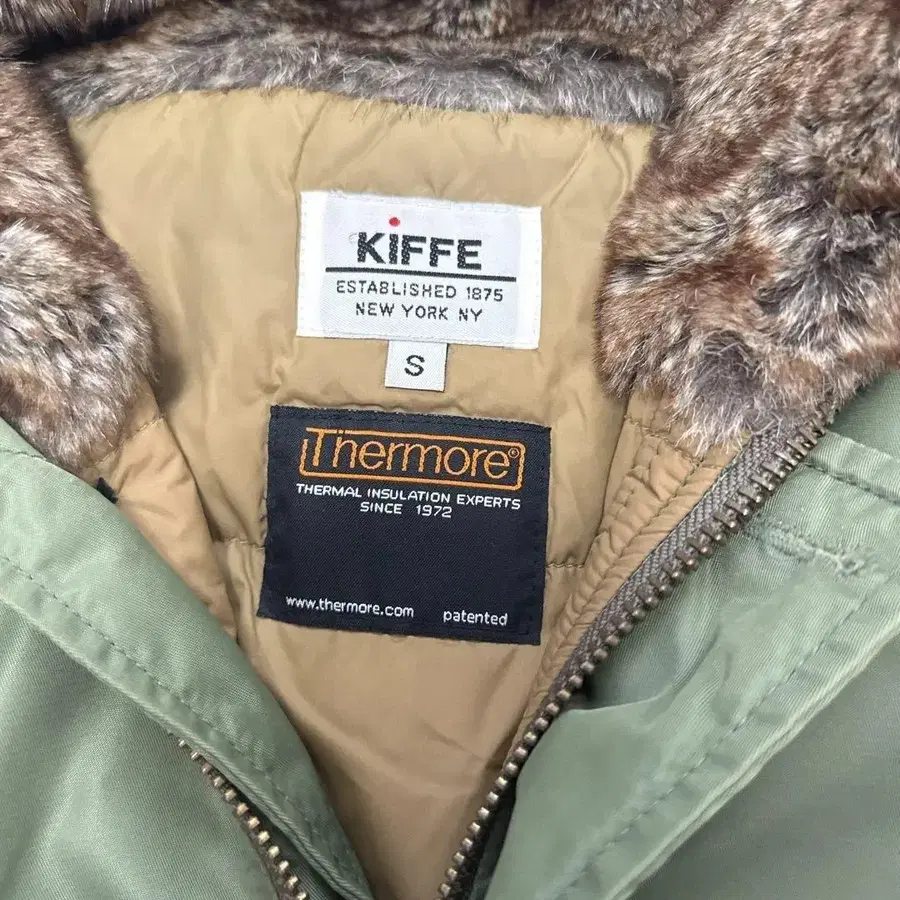 KiFFE
ESTABLISHED 1875
NEW YORK NY
S
Thermore®
THERMAL INSULATION EXPERTS
SINCE 1972
www.thermore.com patented